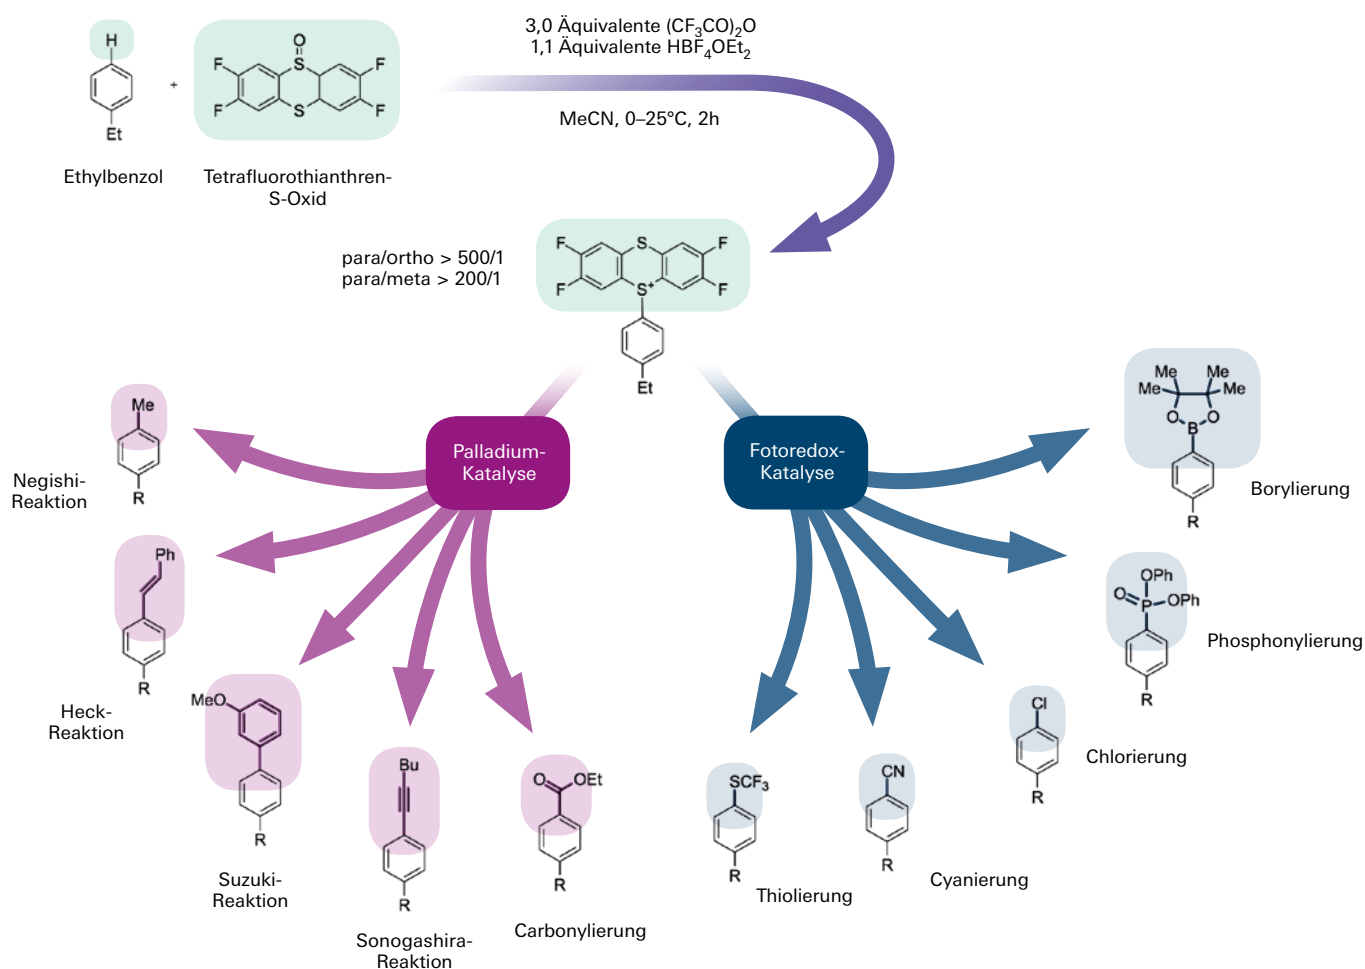 3,0 Äquivalente (CF₃CO)₂O
1,1 Äquivalente HBF₄OEt₂
MeCN, 0–25°C, 2h
H
Et
+
O
S
S
F
F
F
F
Ethylbenzol
Tetrafluorothianthren-
S-Oxid
para/ortho > 500/1
para/meta > 200/1
F
F
S
F
F
S⁺
Et
Palladium-
Katalyse
Fotoredox-
Katalyse
Me
R
Negishi-
Reaktion
Ph
R
Heck-
Reaktion
MeO
R
Suzuki-
Reaktion
Bu
R
Sonogashira-
Reaktion
O
OEt
R
Carbonylierung
SCF₃
R
Thiolierung
CN
R
Cyanierung
Cl
R
Chlorierung
OPh
O
P
OPh
R
Phosphonylierung
Me
Me
Me
Me
O
O
B
R
Borylierung